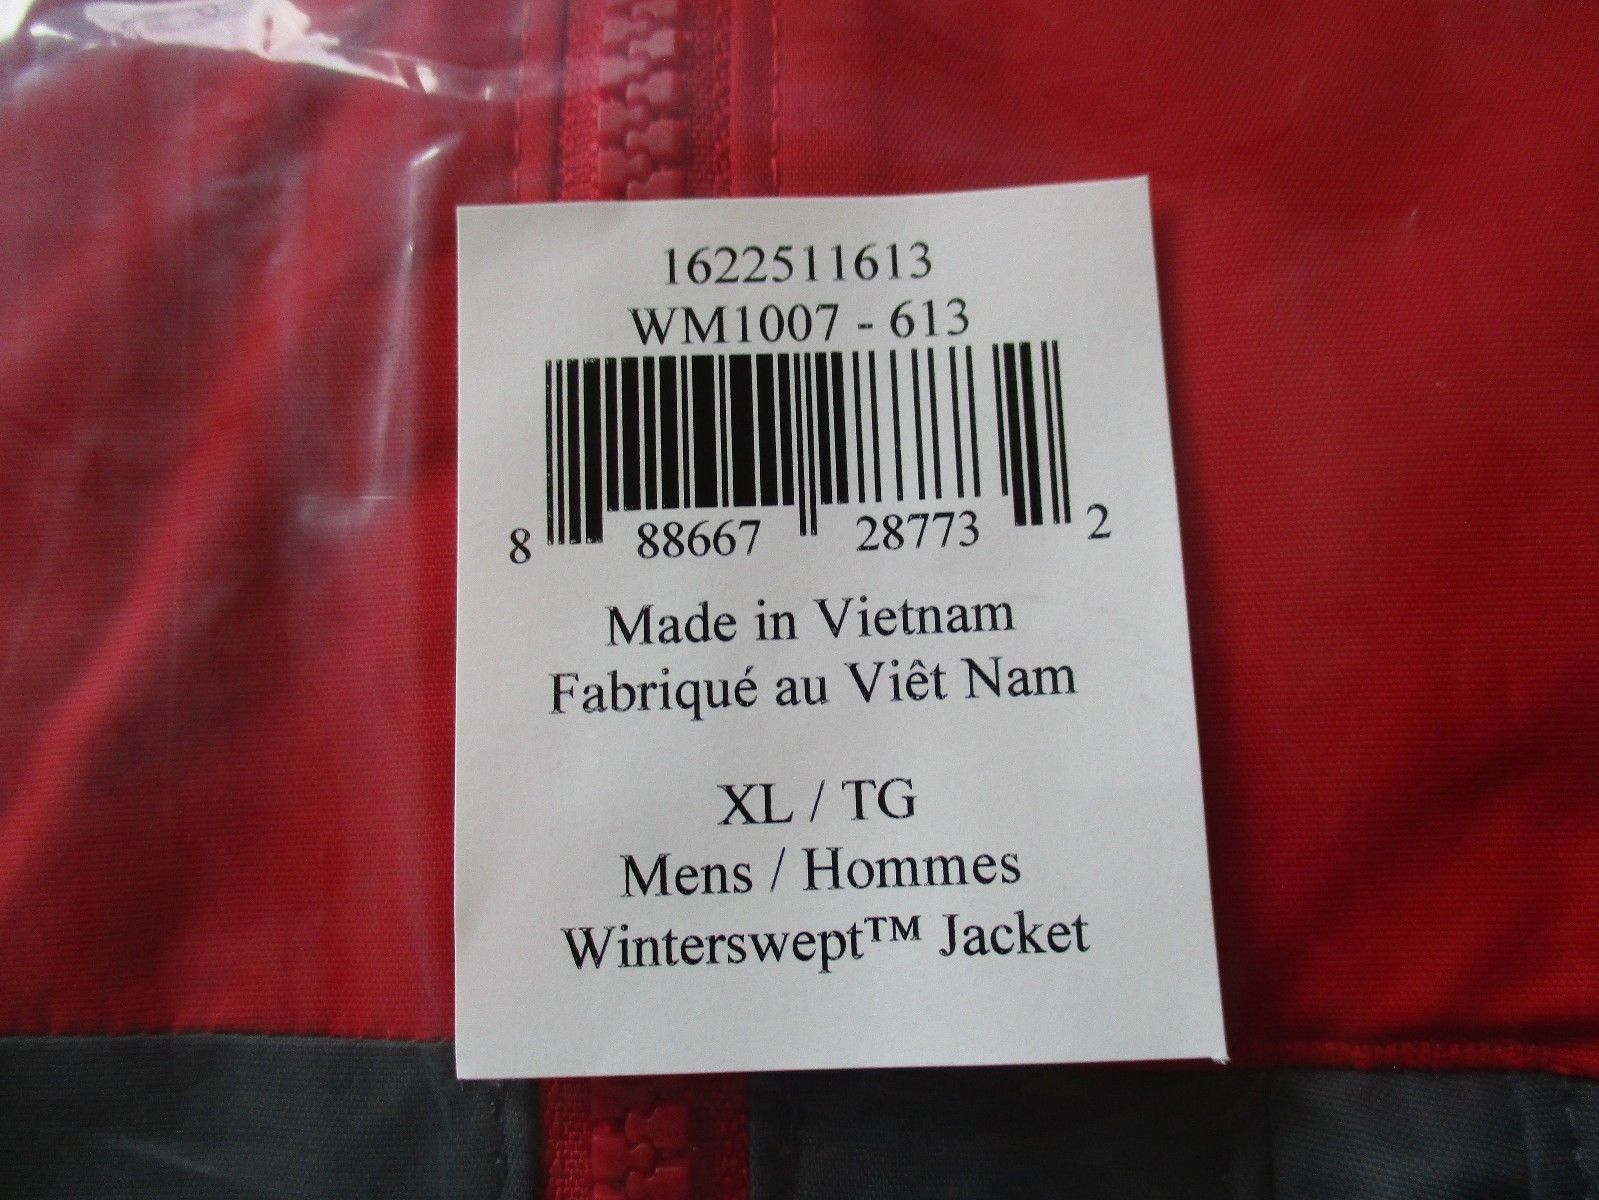 1622511613
WM1007 - 613
8 88667 28773 2
Made in Vietnam
Fabriqué au Viêt Nam
XL / TG
Mens / Hommes
Winterswept™ Jacket